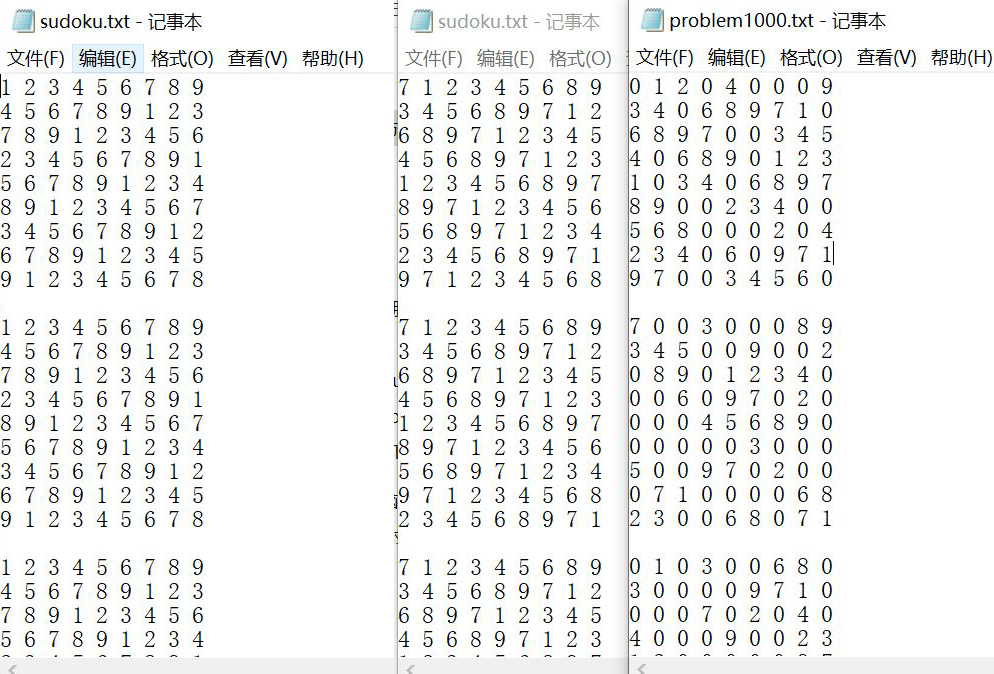 sudoku.txt - 记事本
文件(F) 编辑(E) 格式(O) 查看(V) 帮助(H)
1 2 3 4 5 6 7 8 9
4 5 6 7 8 9 1 2 3
7 8 9 1 2 3 4 5 6
2 3 4 5 6 7 8 9 1
5 6 7 8 9 1 2 3 4
8 9 1 2 3 4 5 6 7
3 4 5 6 7 8 9 1 2
6 7 8 9 1 2 3 4 5
9 1 2 3 4 5 6 7 8
1 2 3 4 5 6 7 8 9
4 5 6 7 8 9 1 2 3
7 8 9 1 2 3 4 5 6
2 3 4 5 6 7 8 9 1
8 9 1 2 3 4 5 6 7
5 6 7 8 9 1 2 3 4
3 4 5 6 7 8 9 1 2
6 7 8 9 1 2 3 4 5
9 1 2 3 4 5 6 7 8
1 2 3 4 5 6 7 8 9
4 5 6 7 8 9 1 2 3
7 8 9 1 2 3 4 5 6
5 6 7 8 9 1 2 3 4
sudoku.txt - 记事本
文件(F) 编辑(E) 格式(O)
7 1 2 3 4 5 6 8 9
3 4 5 6 8 9 7 1 2
6 8 9 7 1 2 3 4 5
4 5 6 8 9 7 1 2 3
1 2 3 4 5 6 8 9 7
8 9 7 1 2 3 4 5 6
5 6 8 9 7 1 2 3 4
2 3 4 5 6 8 9 7 1
9 7 1 2 3 4 5 6 8
7 1 2 3 4 5 6 8 9
3 4 5 6 8 9 7 1 2
6 8 9 7 1 2 3 4 5
4 5 6 8 9 7 1 2 3
1 2 3 4 5 6 8 9 7
8 9 7 1 2 3 4 5 6
5 6 8 9 7 1 2 3 4
9 7 1 2 3 4 5 6 8
2 3 4 5 6 8 9 7 1
7 1 2 3 4 5 6 8 9
3 4 5 6 8 9 7 1 2
6 8 9 7 1 2 3 4 5
4 5 6 8 9 7 1 2 3
problem1000.txt - 记事本
文件(F) 编辑(E) 格式(O) 查看(V) 帮助(H)
0 1 2 0 4 0 0 0 9
3 4 0 6 8 9 7 1 0
6 8 9 7 0 0 3 4 5
4 0 6 8 9 0 1 2 3
1 0 3 4 0 6 8 9 7
8 9 0 0 2 3 4 0 0
5 6 8 0 0 0 2 0 4
2 3 4 0 6 0 9 7 1
9 7 0 0 3 4 5 6 0
7 0 0 3 0 0 0 8 9
3 4 5 0 0 9 0 0 2
0 8 9 0 1 2 3 4 0
0 0 6 0 9 7 0 2 0
0 0 0 4 5 6 8 9 0
0 0 0 0 0 3 0 0 0
5 0 0 9 7 0 2 0 0
0 7 1 0 0 0 0 6 8
2 3 0 0 6 8 0 7 1
0 1 0 3 0 0 6 8 0
3 0 0 0 0 9 7 1 0
0 0 0 7 0 2 0 4 0
4 0 0 0 9 0 0 2 3